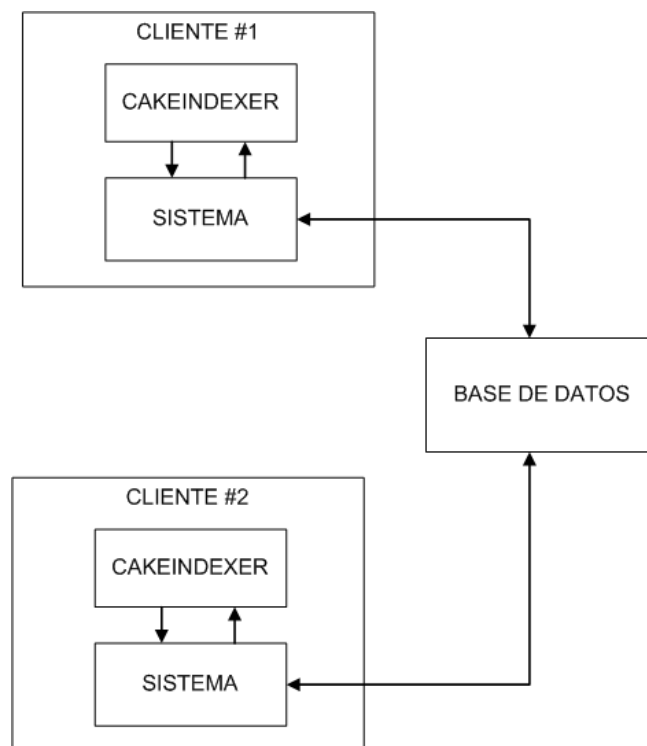 CLIENTE #1
CAKEINDEXER
SISTEMA
BASE DE DATOS
CLIENTE #2
CAKEINDEXER
SISTEMA